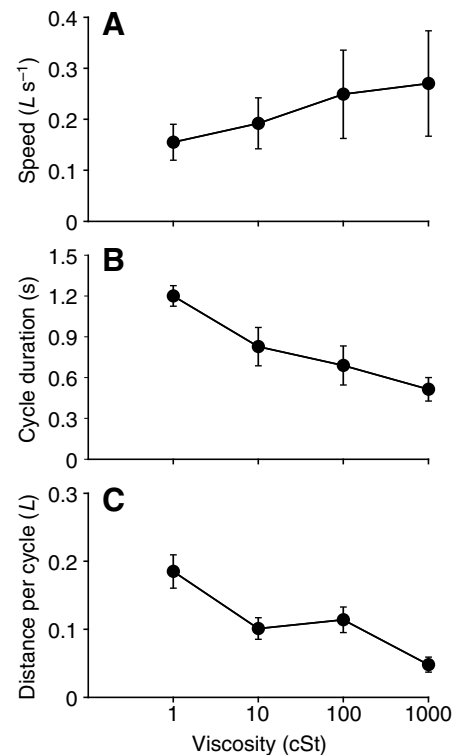 A
0.4
0.3
0.2
0.1
0
Speed (L s⁻¹)
B
1.5
1.2
0.9
0.6
0.3
0
Cycle duration (s)
C
0.3
0.2
0.1
0
Distance per cycle (L)
1 10 100 1000
Viscosity (cSt)